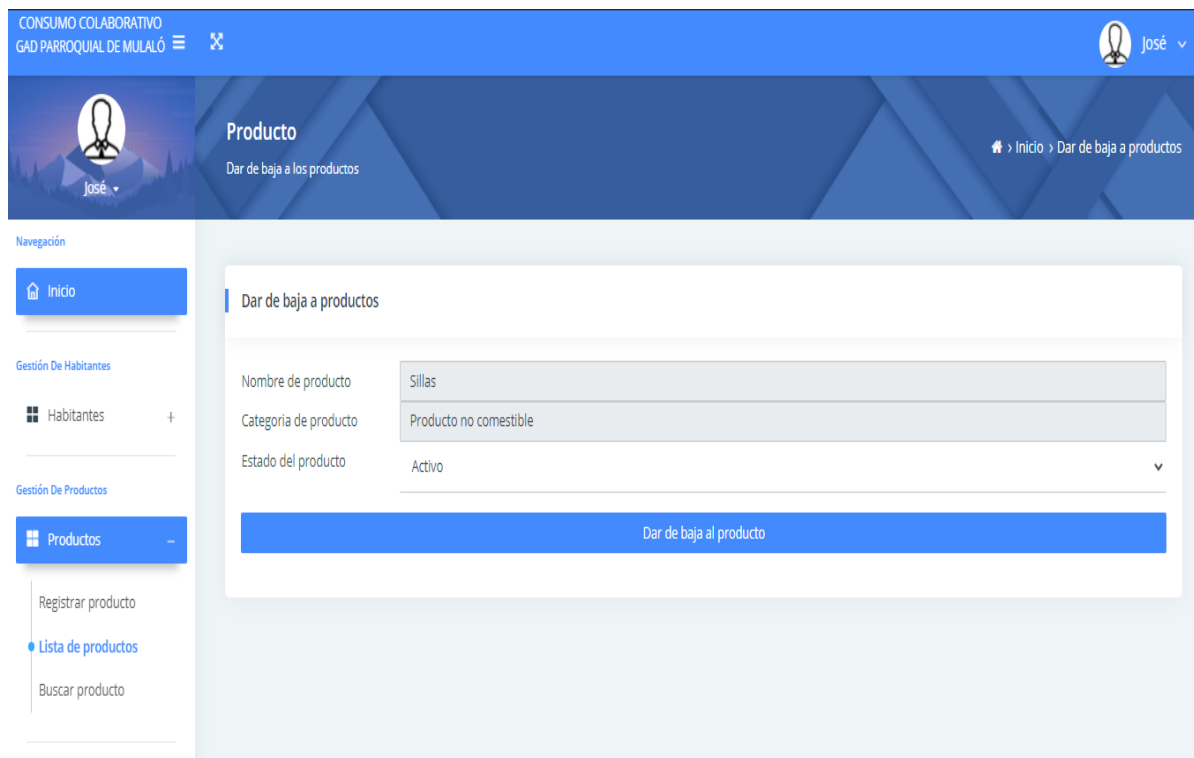 CONSUMO COLABORATIVO
GAD PARROQUIAL DE MULALÓ
José
José
Producto
Dar de baja a los productos
› Inicio › Dar de baja a productos
Navegación
Inicio
Gestión De Habitantes
Habitantes +
Gestión De Productos
Productos –
Registrar producto
Lista de productos
Buscar producto
Dar de baja a productos
Nombre de producto Sillas
Categoria de producto Producto no comestible
Estado del producto Activo
Dar de baja al producto